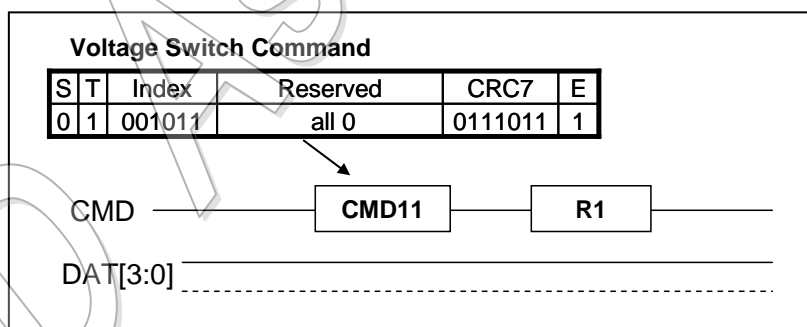 Voltage Switch Command
S T Index Reserved CRC7 E
0 1 001011 all 0 0111011 1
CMD CMD11 R1
DAT[3:0]